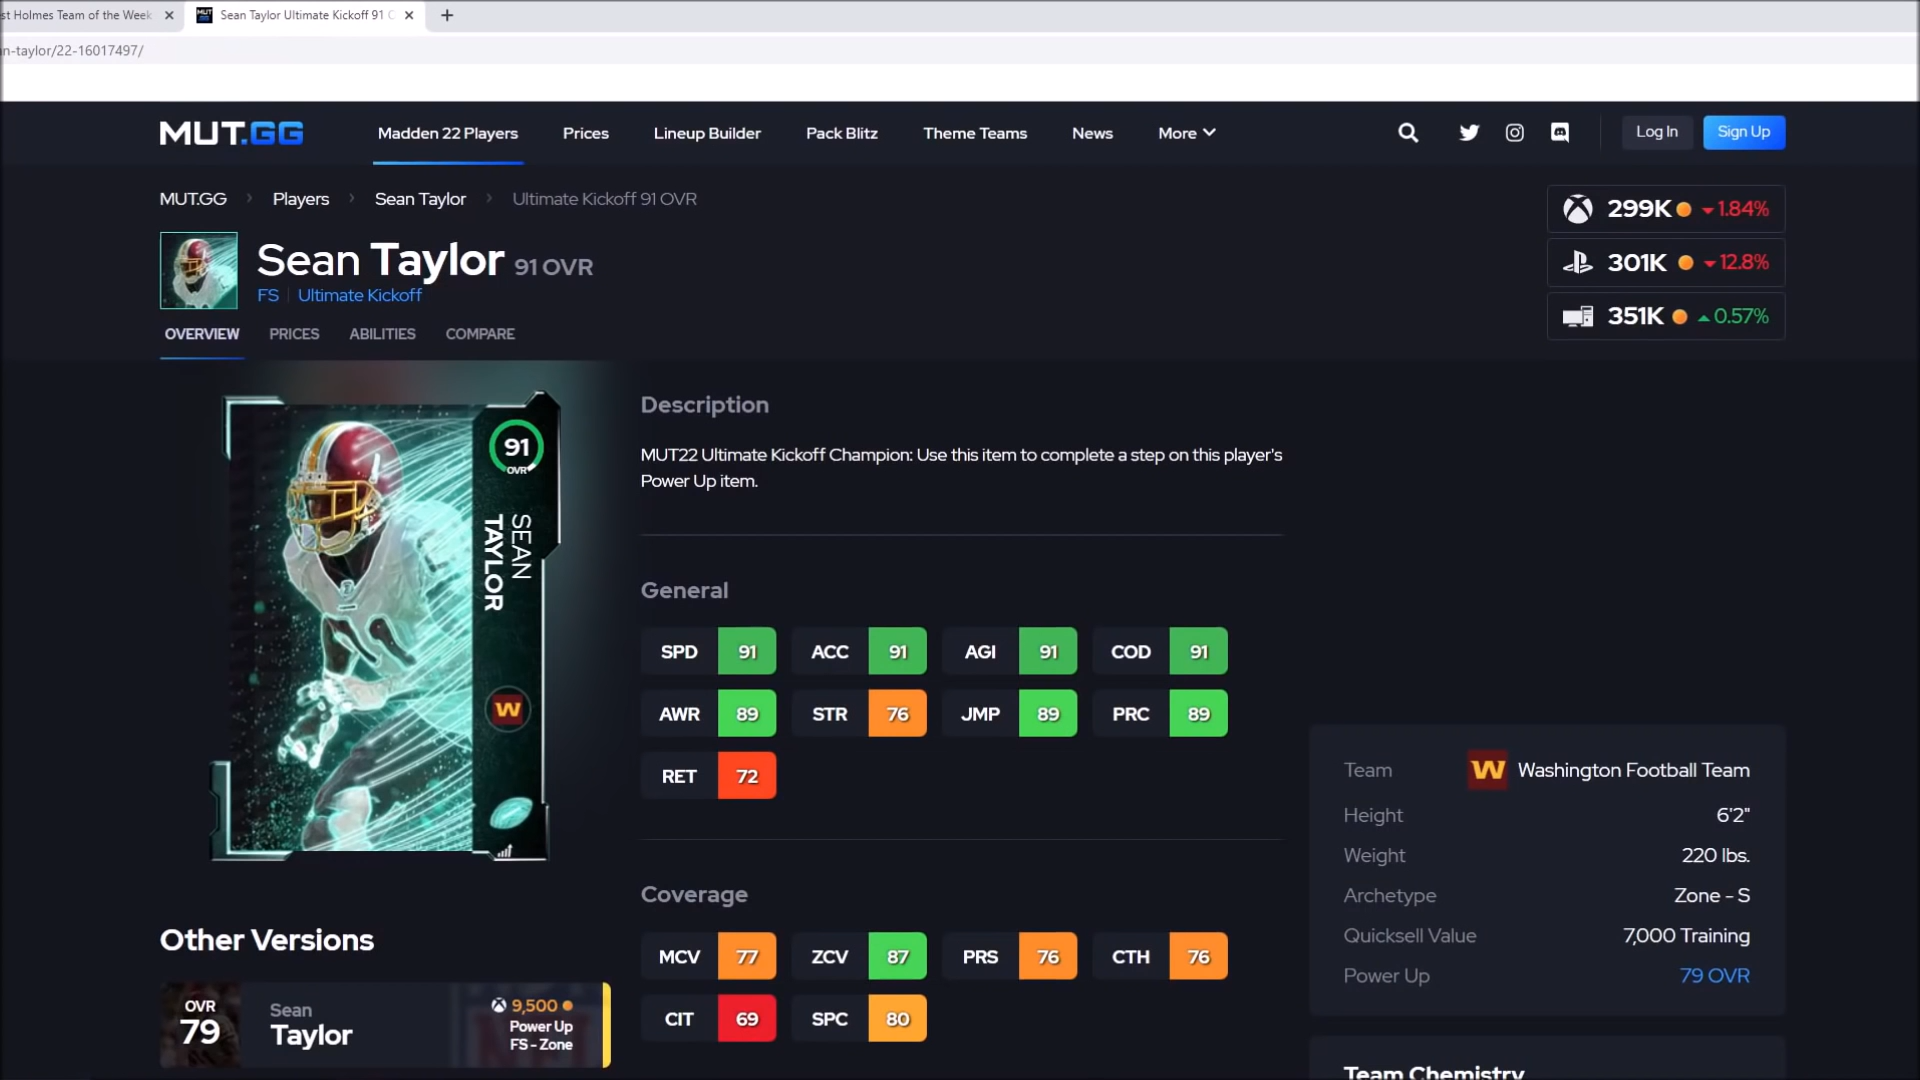 st Holmes Team of the Week
Sean Taylor Ultimate Kickoff 91 O
n-taylor/22-16017497/
MUT.GG
Madden 22 Players
Prices
Lineup Builder
Pack Blitz
Theme Teams
News
More
Log In
Sign Up
MUT.GG > Players > Sean Taylor > Ultimate Kickoff 91 OVR
299K 1.84%
301K 12.8%
351K 0.57%
Sean Taylor 91 OVR
FS | Ultimate Kickoff
OVERVIEW
PRICES
ABILITIES
COMPARE
91
OVR
SEAN
TAYLOR
W
Description
MUT22 Ultimate Kickoff Champion: Use this item to complete a step on this player's
Power Up item.
General
SPD 91 ACC 91 AGI 91 COD 91
AWR 89 STR 76 JMP 89 PRC 89
RET 72
Coverage
MCV 77 ZCV 87 PRS 76 CTH 76
CIT 69 SPC 80
Team W Washington Football Team
Height 6'2"
Weight 220 lbs.
Archetype Zone - S
Quicksell Value 7,000 Training
Power Up 79 OVR
Team Chemistry
Other Versions
OVR
79
Sean
Taylor
9,500
Power Up
FS - Zone